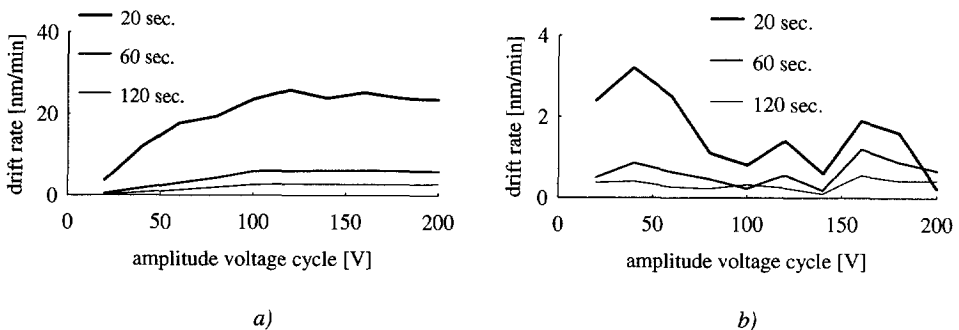 20 sec.
60 sec.
120 sec.
drift rate [nm/min]
40
20
0
0
50
100
150
200
amplitude voltage cycle [V]
a)
20 sec.
60 sec.
120 sec.
drift rate [nm/min]
4
2
0
0
50
100
150
200
amplitude voltage cycle [V]
b)